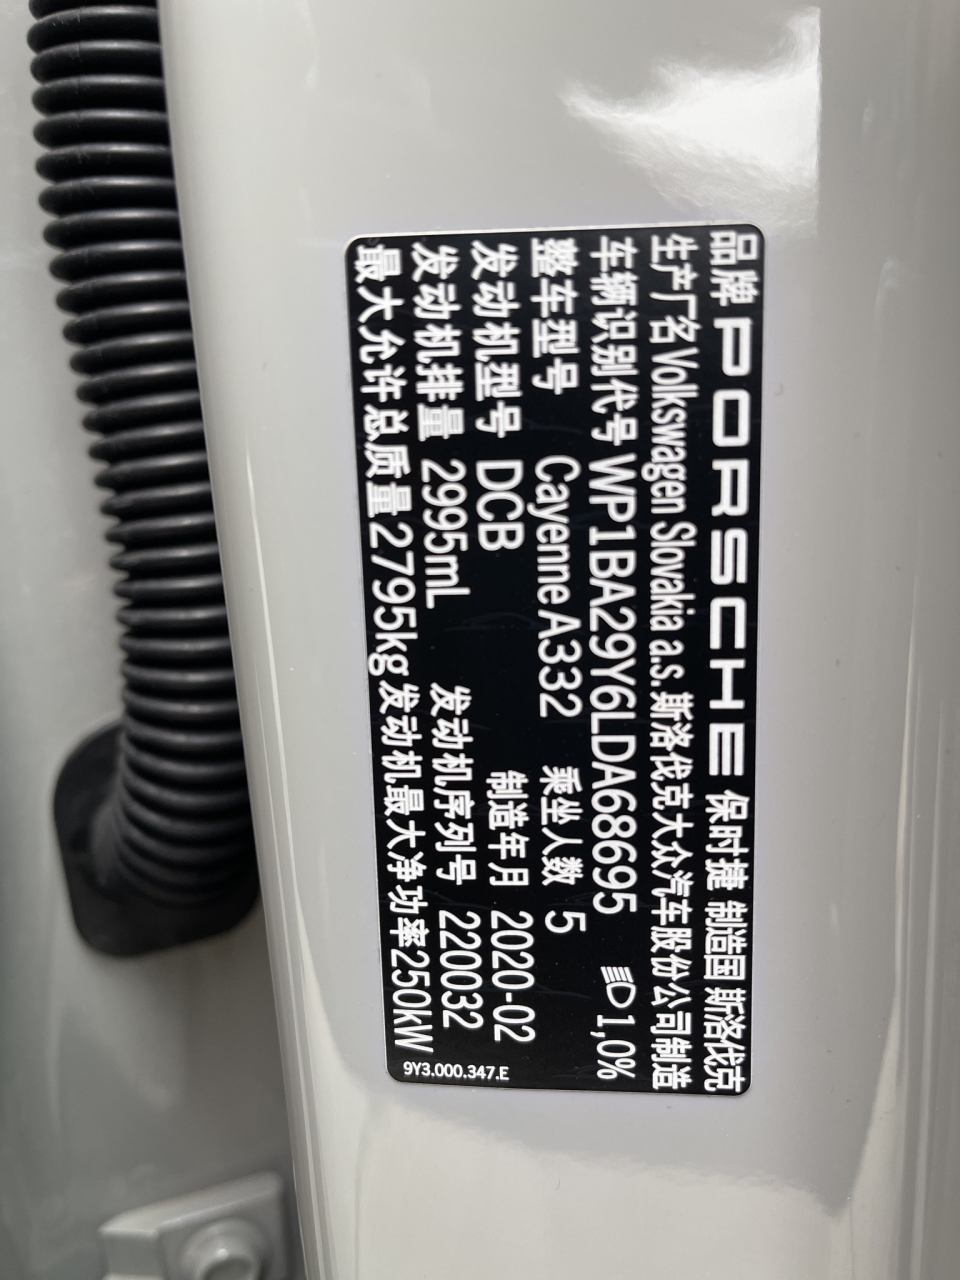 品牌 PORSCHE 保时捷 制造国 斯洛伐克
生产厂名 Volkswagen Slovakia a.s. 斯洛伐克大众汽车股份公司制造
车辆识别代号 WP1BA29Y6LDA68695 1,0%
整车型号 Cayenne A332 乘坐人数 5
发动机型号 DCB 制造年月 2020-02
发动机排量 2995mL 发动机序列号 220032
最大允许总质量 2795kg 发动机最大净功率 250kW
9Y3.000.347.E